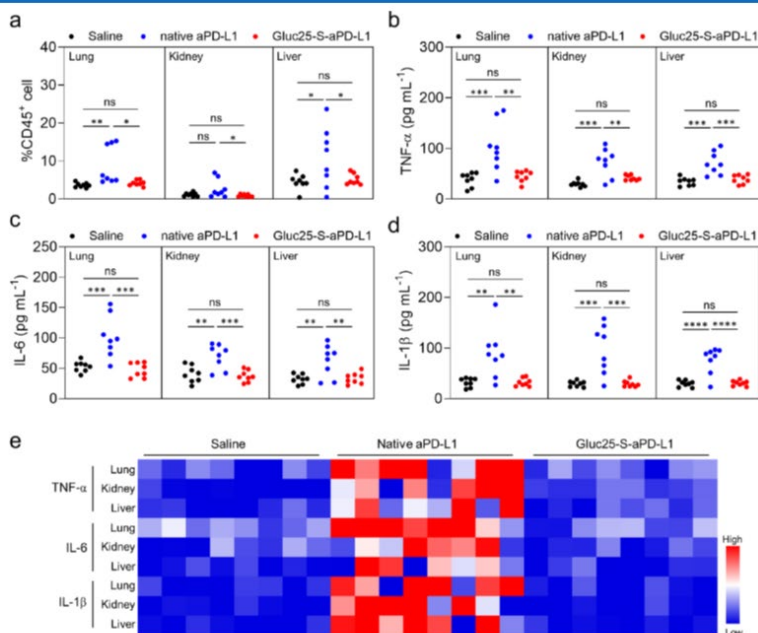 a
Saline native aPD-L1 Gluc25-S-aPD-L1
%CD45+ cell
40
30
20
10
0
Lung Kidney Liver
ns
** *
ns
ns *
ns
* *
b
Saline native aPD-L1 Gluc25-S-aPD-L1
TNF-α (pg mL⁻¹)
300
200
100
0
Lung Kidney Liver
ns
*** **
ns
*** **
ns
*** ***
c
Saline native aPD-L1 Gluc25-S-aPD-L1
IL-6 (pg mL⁻¹)
250
200
150
100
50
0
Lung Kidney Liver
ns
*** ***
ns
** ***
ns
** **
d
Saline native aPD-L1 Gluc25-S-aPD-L1
IL-1β (pg mL⁻¹)
300
200
100
0
Lung Kidney Liver
ns
** **
ns
*** ***
ns
**** ****
e
Saline Native aPD-L1 Gluc25-S-aPD-L1
TNF-α
Lung
Kidney
Liver
IL-6
Lung
Kidney
Liver
IL-1β
Lung
Kidney
Liver
High
Low